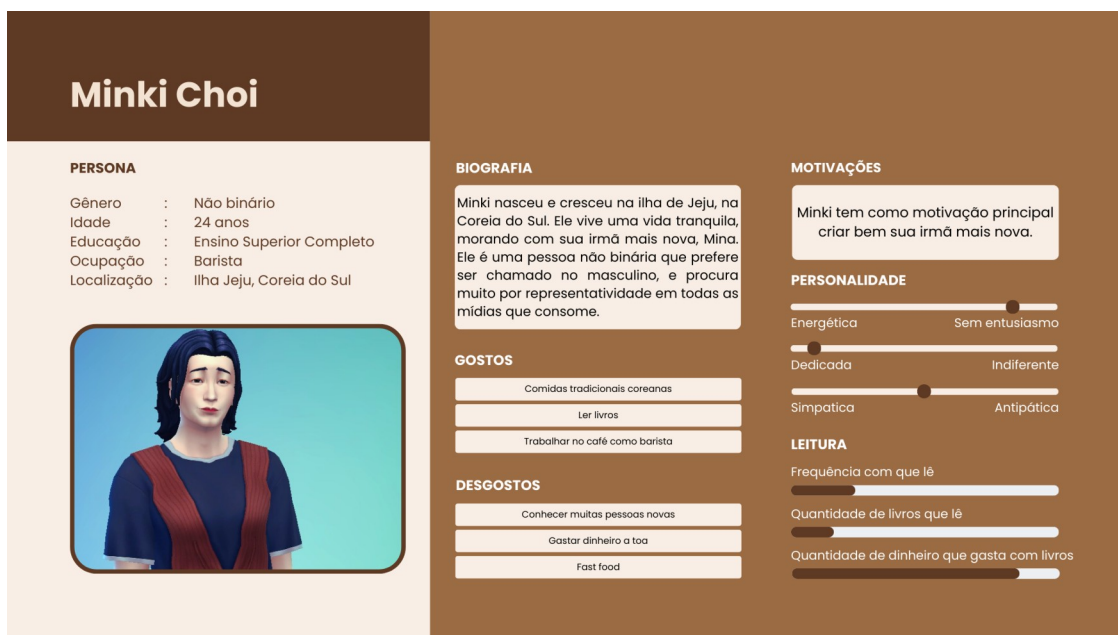 Minki Choi
PERSONA
Gênero : Não binário
Idade : 24 anos
Educação : Ensino Superior Completo
Ocupação : Barista
Localização : Ilha Jeju, Coreia do Sul
BIOGRAFIA
Minki nasceu e cresceu na ilha de Jeju, na
Coreia do Sul. Ele vive uma vida tranquila,
morando com sua irmã mais nova, Mina.
Ele é uma pessoa não binária que prefere
ser chamado no masculino, e procura
muito por representatividade em todas as
mídias que consome.
GOSTOS
Comidas tradicionais coreanas
Ler livros
Trabalhar no café como barista
DESGOSTOS
Conhecer muitas pessoas novas
Gastar dinheiro a toa
Fast food
MOTIVAÇÕES
Minki tem como motivação principal
criar bem sua irmã mais nova.
PERSONALIDADE
Energética Sem entusiasmo
Dedicada Indiferente
Simpatica Antipática
LEITURA
Frequência com que lê
Quantidade de livros que lê
Quantidade de dinheiro que gasta com livros